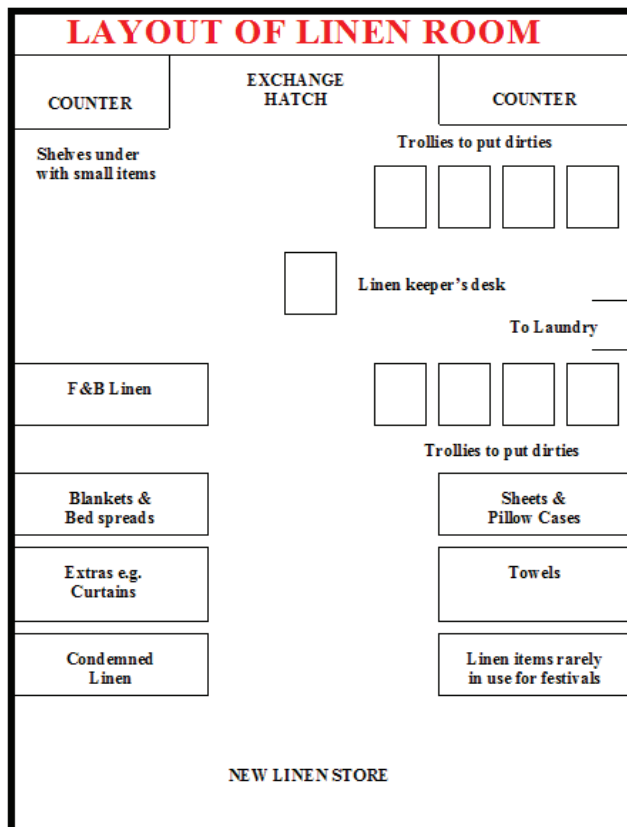 LAYOUT OF LINEN ROOM
EXCHANGE
HATCH
COUNTER
COUNTER
Shelves under
with small items
Trollies to put dirties
Linen keeper's desk
To Laundry
F&B Linen
Trollies to put dirties
Blankets &
Bed spreads
Sheets &
Pillow Cases
Extras e.g.
Curtains
Towels
Condemned
Linen
Linen items rarely
in use for festivals
NEW LINEN STORE